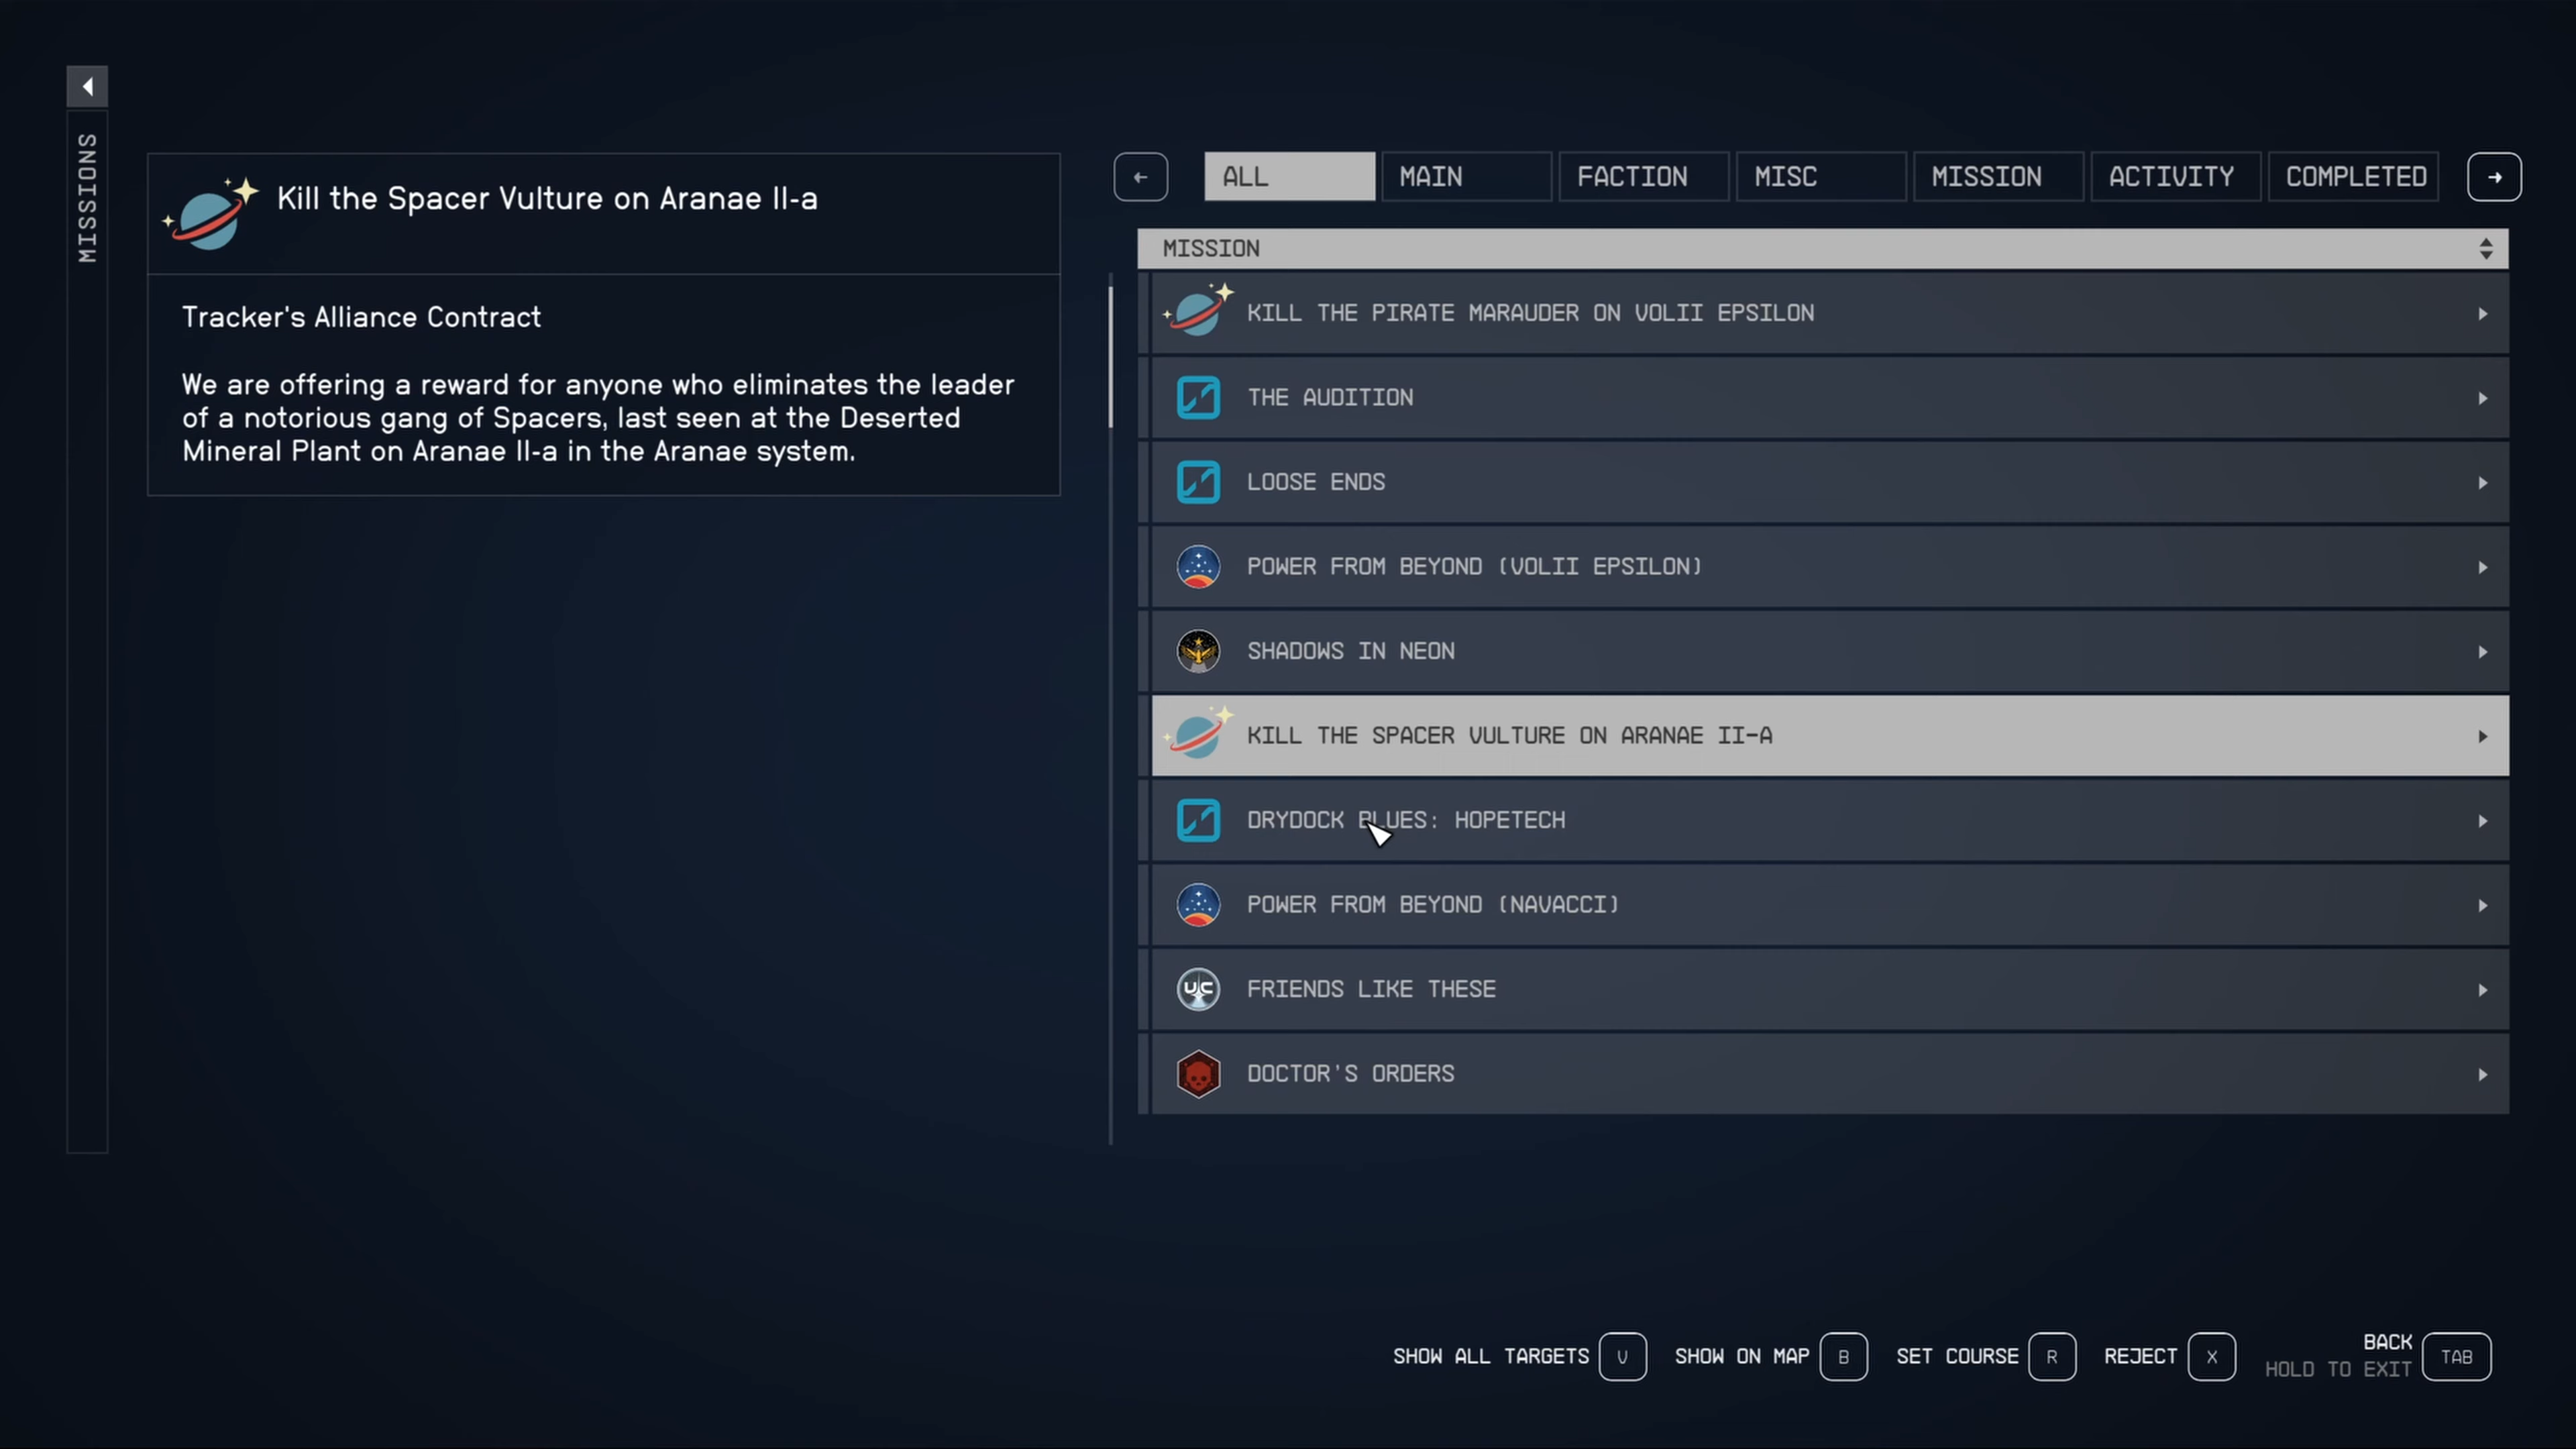 MISSIONS
Kill the Spacer Vulture on Aranae II-a
Tracker's Alliance Contract
We are offering a reward for anyone who eliminates the leader
of a notorious gang of Spacers, last seen at the Deserted
Mineral Plant on Aranae II-a in the Aranae system.
ALL MAIN FACTION MISC MISSION ACTIVITY COMPLETED
MISSION
KILL THE PIRATE MARAUDER ON VOLII EPSILON
THE AUDITION
LOOSE ENDS
POWER FROM BEYOND (VOLII EPSILON)
SHADOWS IN NEON
KILL THE SPACER VULTURE ON ARANAE II-A
DRYDOCK BLUES: HOPETECH
POWER FROM BEYOND (NAVACCI)
UC FRIENDS LIKE THESE
DOCTOR'S ORDERS
SHOW ALL TARGETS V SHOW ON MAP B SET COURSE R REJECT X BACK TAB
HOLD TO EXIT